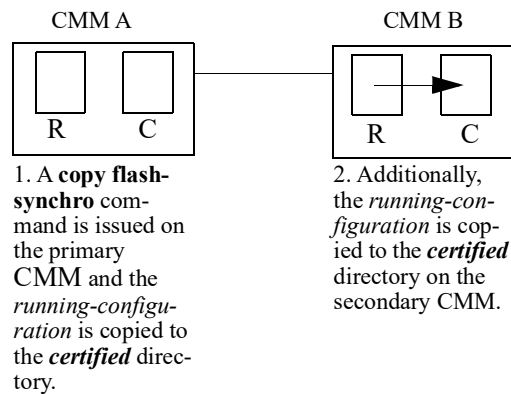 CMM A
CMM B
R
C
R
C
1. A copy flash-
synchro com-
mand is issued on
the primary
CMM and the
running-configu-
ration is copied to
the certified direc-
tory.
2. Additionally,
the running-con-
figuration is cop-
ied to the certified
directory on the
secondary CMM.